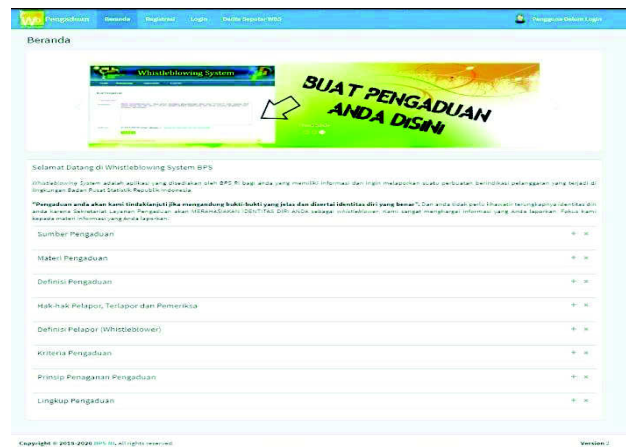 Pengaduan Beranda Registrasi Login Daftar Seputar WBS Pengguna Belum Login
Beranda
Whistleblowing System
BUAT PENGADUAN
ANDA DISINI
Selamat Datang di Whistleblowing System BPS
Whistleblowing System adalah aplikasi yang disediakan oleh BPS RI bagi anda yang memiliki informasi dan ingin melaporkan suatu perbuatan berindikasi pelanggaran yang terjadi di
lingkungan Badan Pusat Statistik Republik Indonesia.
"Pengaduan anda akan kami tindaklanjuti jika mengandung bukti-bukti yang jelas dan disertai identitas diri yang benar". Dan anda tidak perlu khawatir terungkapnya identitas diri
anda karena Sekretariat Layanan Pengaduan akan MERAHASIAKAN IDENTITAS DIRI ANDA sebagai whistleblower. Kami sangat menghargai informasi yang Anda laporkan. Fokus kami
kepada materi informasi yang Anda laporkan.
Sumber Pengaduan + ×
Materi Pengaduan + ×
Definisi Pengaduan + ×
Hak-hak Pelapor, Terlapor dan Pemeriksa + ×
Definisi Pelapor (Whistleblower) + ×
Kriteria Pengaduan + ×
Prinsip Penaganan Pengaduan + ×
Lingkup Pengaduan + ×
Copyright © 2015-2020 BPS RI. All rights reserved. Version 2